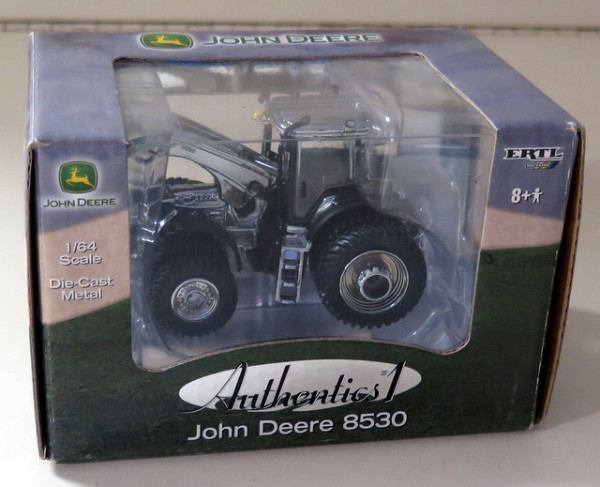 JOHN DEERE
JOHN DEERE
1/64
Scale
Die-Cast
Metal
ERTL
8+
Authentics #1
John Deere 8530